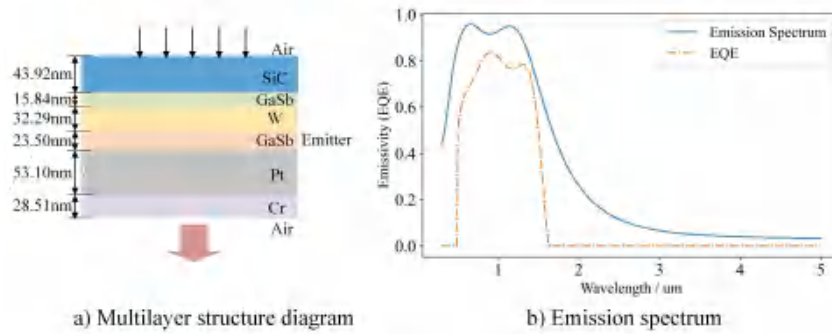 Air
43.92nm
SiC
15.84nm
GaSb
32.29nm
W
23.50nm
GaSb Emitter
53.10nm
Pt
28.51nm
Cr
Air
a) Multilayer structure diagram
1.0
0.8
0.6
0.4
0.2
0.0
Emissivity (EQE)
Emission Spectrum
EQE
1 2 3 4 5
Wavelength / um
b) Emission spectrum